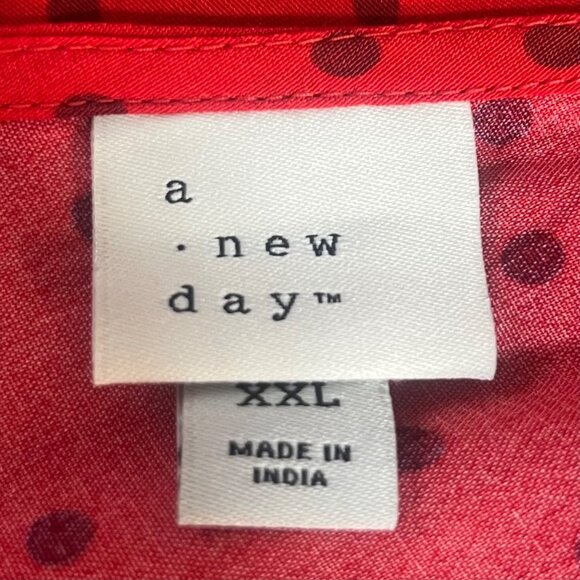 a
· new
day™
XXL
MADE IN
INDIA